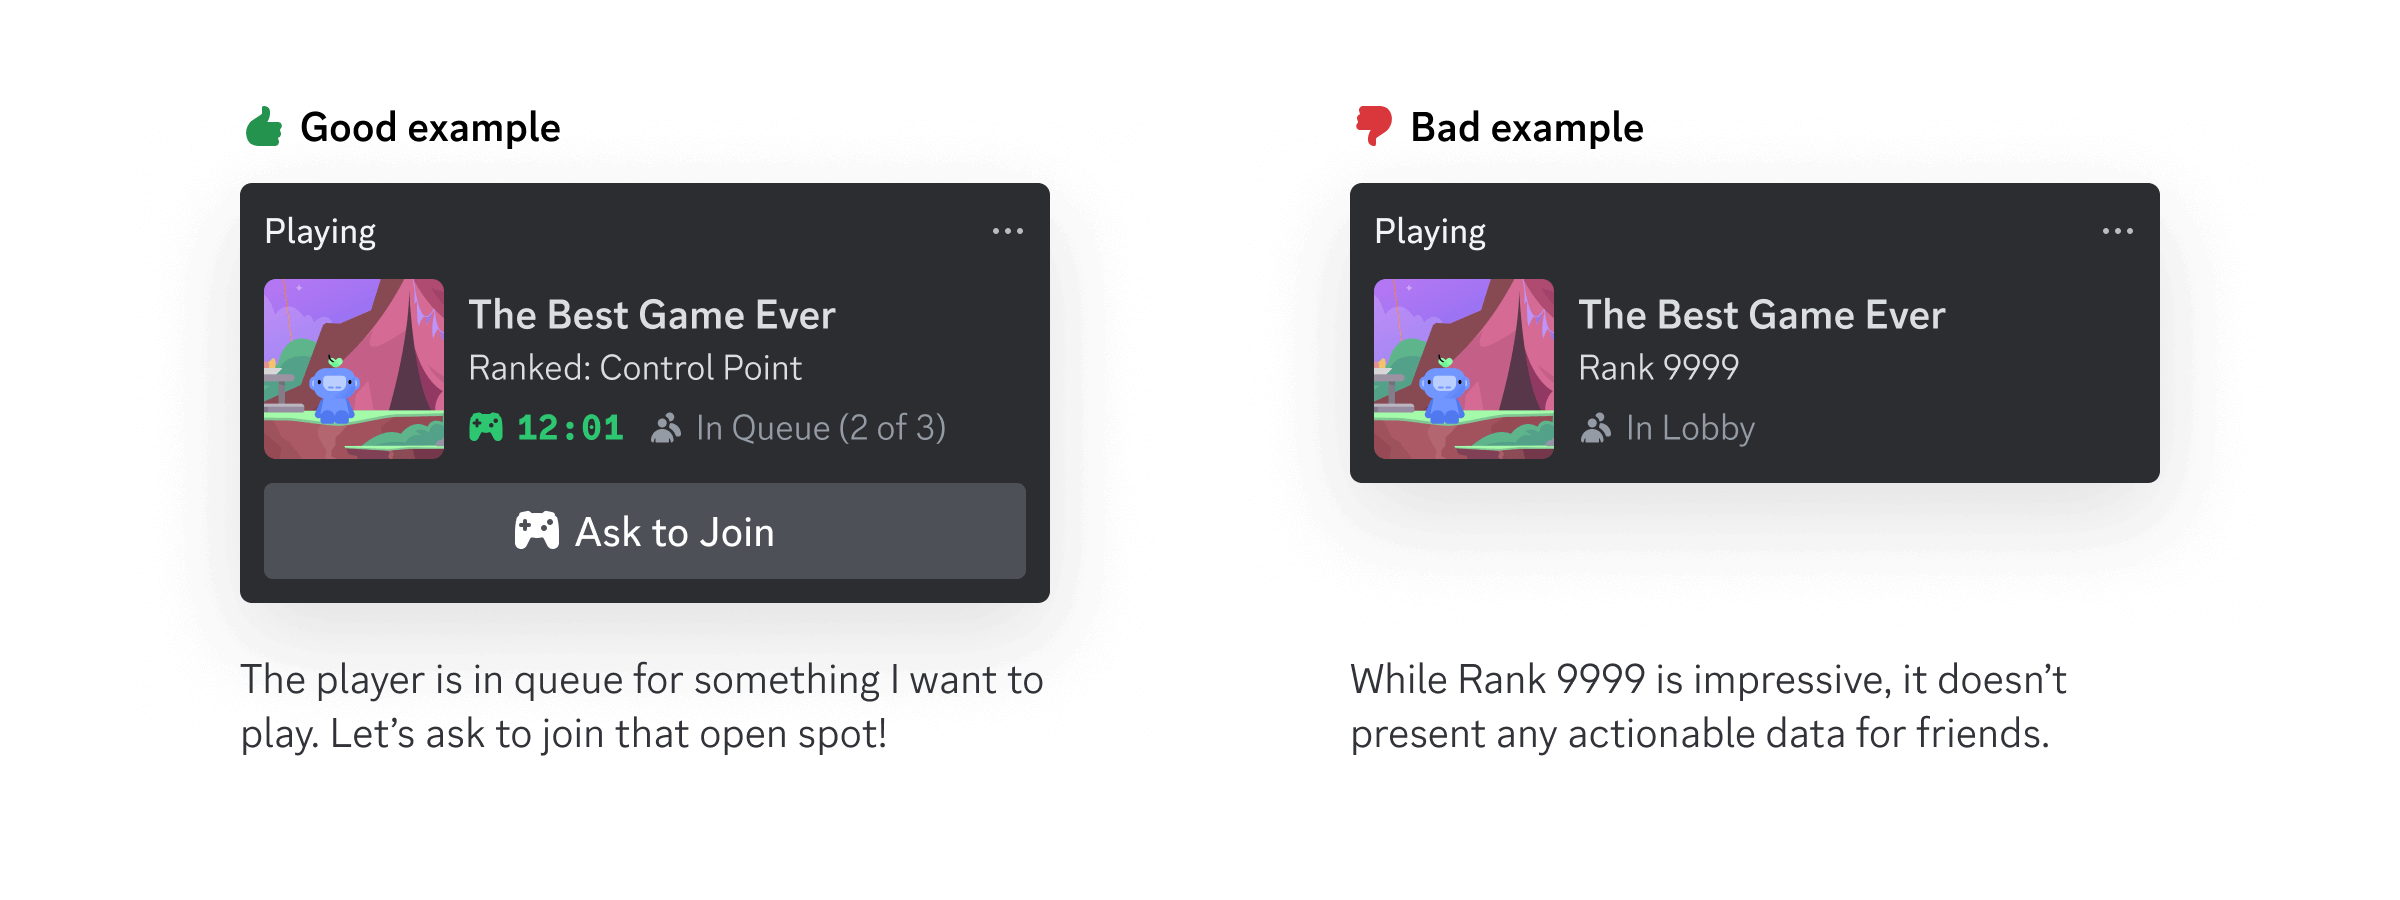 Good example
Playing
The Best Game Ever
Ranked: Control Point
12:01 In Queue (2 of 3)
Ask to Join
The player is in queue for something I want to
play. Let’s ask to join that open spot!
Bad example
Playing
The Best Game Ever
Rank 9999
In Lobby
While Rank 9999 is impressive, it doesn’t
present any actionable data for friends.